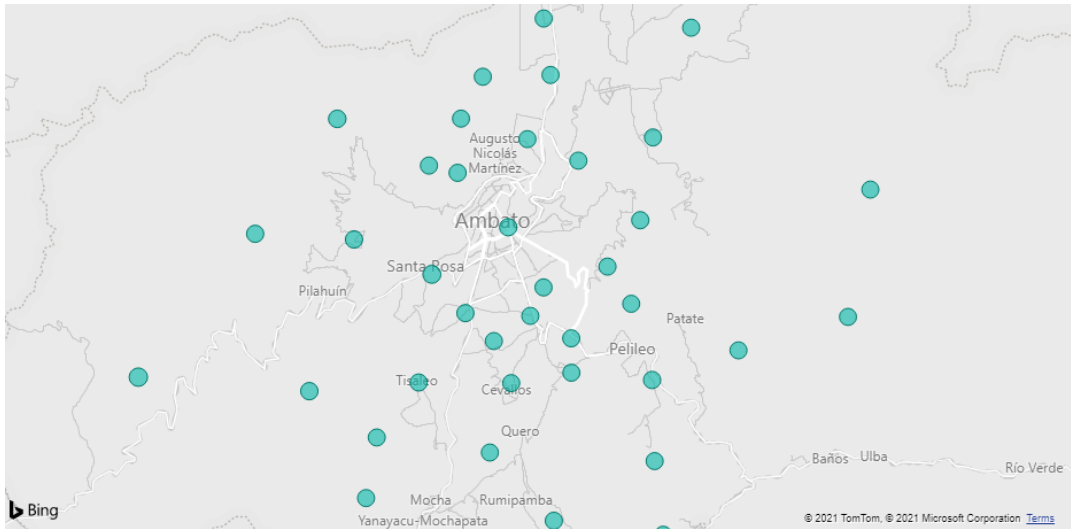 Augusto
Nicolás
Martínez
Ambato
Santa Rosa
Pilahuín
Patate
Pelileo
Tisaleo
Cevallos
Quero
Baños
Ulba
Río Verde
Mocha
Rumipamba
Yanayacu-Mochapata
Bing
© 2021 TomTom, © 2021 Microsoft Corporation Terms